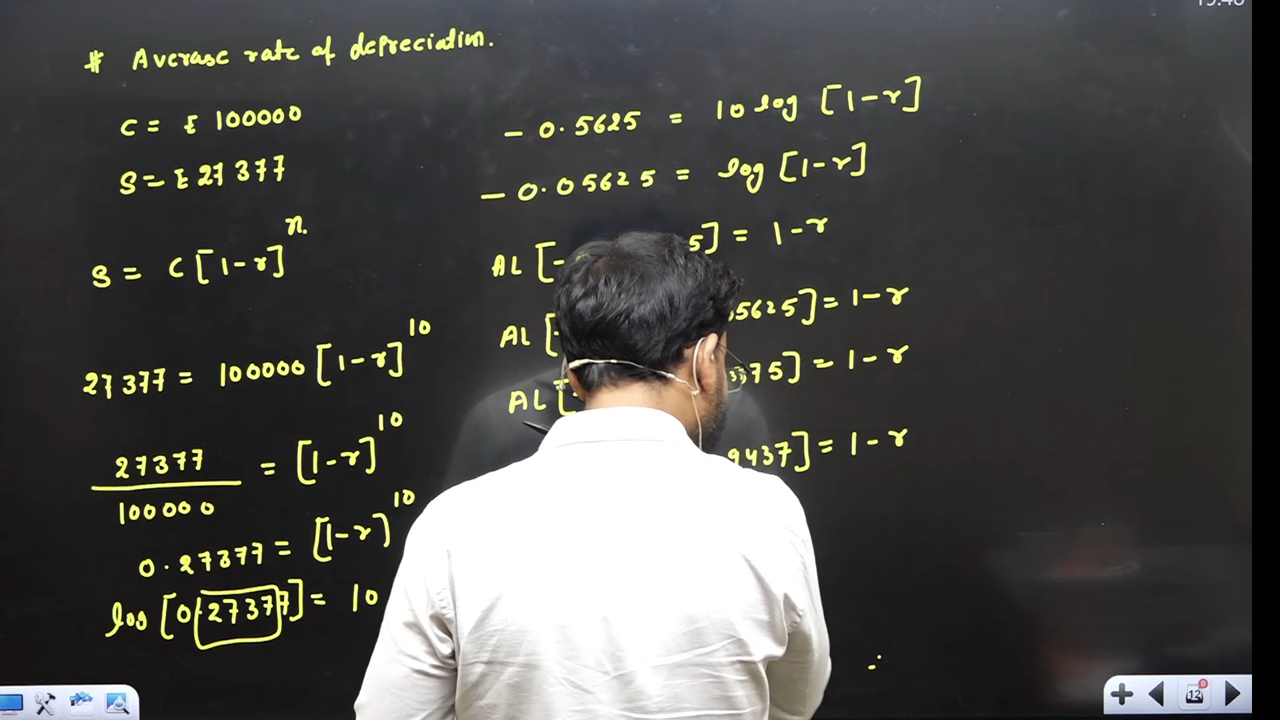 # Average rate of depreciation.
C = ₹ 100000
S = ₹ 27377
S = C [1-r]^n.
27377 = 100000 [1-r]^10
27377
100000
= [1-r]^10
0.27377 = [1-r]^10
log [0.27377] = 10
- 0.5625 = 10 log [1-r]
- 0.05625 = log [1-r]
AL [- 5] = 1-r
AL [ 5625] = 1-r
AL [ 375] = 1-r
9437] = 1-r
∴
12